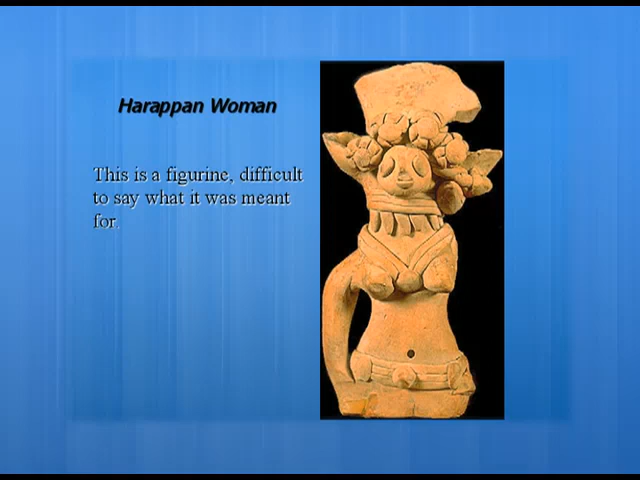 Harappan Woman
This is a figurine, difficult
to say what it was meant
for.